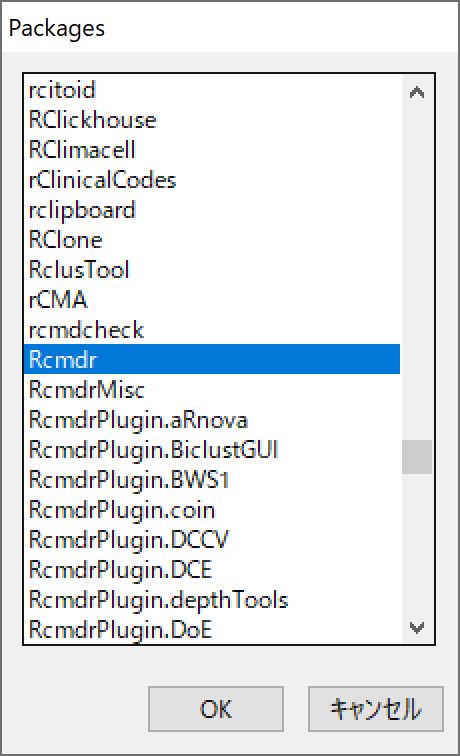 Packages
rcitoid
RClickhouse
RClimacell
rClinicalCodes
rclipboard
RClone
RclusTool
rCMA
rcmdcheck
Rcmdr
RcmdrMisc
RcmdrPlugin.aRnova
RcmdrPlugin.BiclustGUI
RcmdrPlugin.BWS1
RcmdrPlugin.coin
RcmdrPlugin.DCCV
RcmdrPlugin.DCE
RcmdrPlugin.depthTools
RcmdrPlugin.DoE
OK
キャンセル